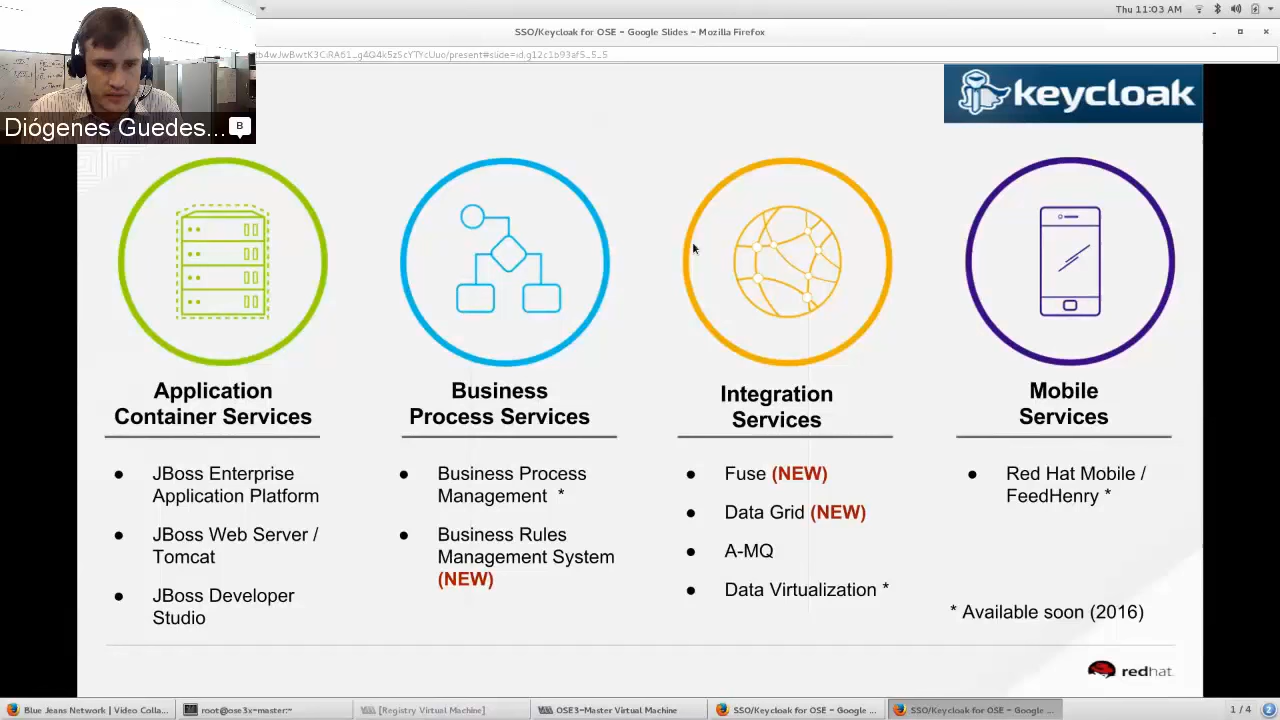 Thu 11:03 AM
SSO/Keycloak for OSE - Google Slides - Mozilla Firefox
Diógenes Guedes...
B
keycloak
Application
Container Services
JBoss Enterprise
Application Platform
JBoss Web Server /
Tomcat
JBoss Developer
Studio
Business
Process Services
Business Process
Management *
Business Rules
Management System
(NEW)
Integration
Services
Fuse (NEW)
Data Grid (NEW)
A-MQ
Data Virtualization *
Mobile
Services
Red Hat Mobile /
FeedHenry *
* Available soon (2016)
redhat
Blue Jeans Network | Video Colla...
root@ose3x-master:~
[Registry Virtual Machine]
OSE3-Master Virtual Machine
SSO/Keycloak for OSE - Google ...
SSO/Keycloak for OSE - Google ...
1 / 4
2